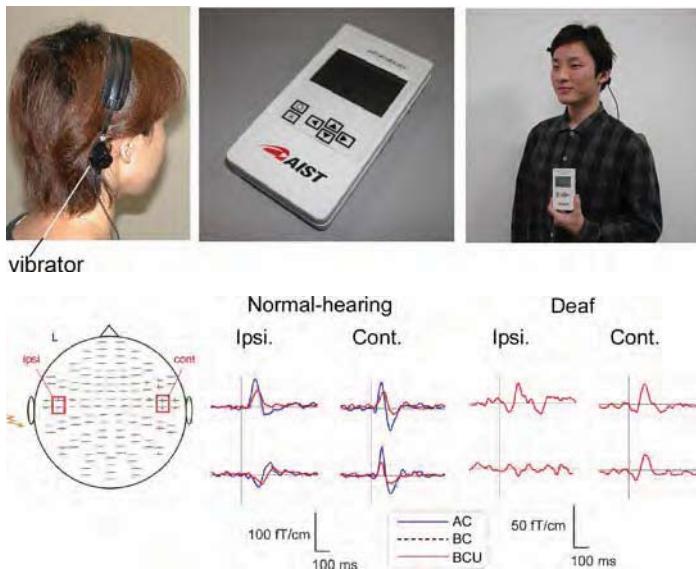 AIST
vibrator
Normal-hearing
Deaf
L
ipsi
cont
Ipsi.
Cont.
Ipsi.
Cont.
100 fT/cm
100 ms
AC
BC
BCU
50 fT/cm
100 ms